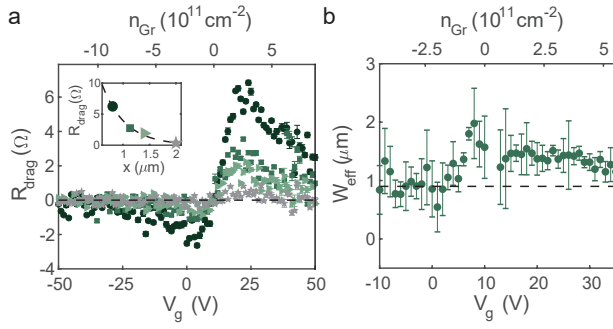 a
n_Gr (10^11 cm^-2)
-10 -5 0 5
R_drag (Ω)
8
6
4
2
0
-2
-4
10
5
0
R_drag (Ω)
1 1.5 2
x (μm)
-50 -25 0 25 50
V_g (V)
b
n_Gr (10^11 cm^-2)
-2.5 0 2.5 5
W_eff (μm)
3
2
1
0
-10 0 10 20 30
V_g (V)